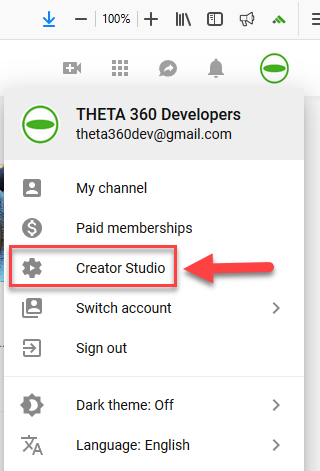 100%
THETA 360 Developers
theta360dev@gmail.com
My channel
Paid memberships
Creator Studio
Switch account
Sign out
Dark theme: Off
Language: English